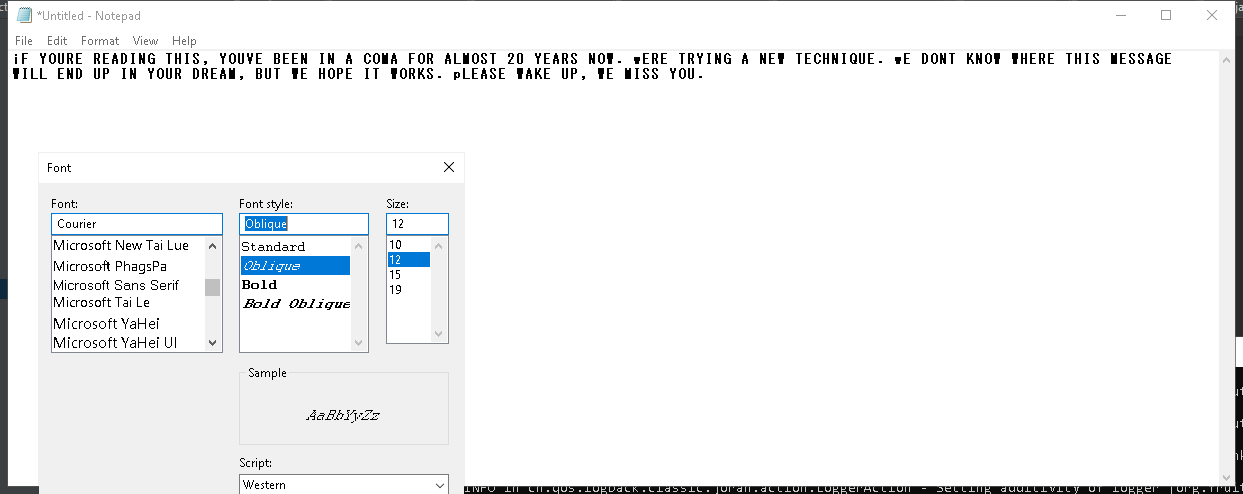 *Untitled - Notepad
File Edit Format View Help
iF YOURE READING THIS, YOUVE BEEN IN A COMA FOR ALMOST 20 YEARS NOW. wERE TRYING A NEW TECHNIQUE. wE DONT KNOW WHERE THIS MESSAGE
WILL END UP IN YOUR DREAM, BUT WE HOPE IT WORKS. pLEASE WAKE UP, WE MISS YOU.
Font
Font: Font style: Size:
Courier Oblique 12
Microsoft New Tai Lue Standard 10
Microsoft PhagsPa Oblique 12
Microsoft Sans Serif Bold 15
Microsoft Tai Le Bold Oblique 19
Microsoft YaHei
Microsoft YaHei UI
Sample
AaBbYyZz
Script:
Western
INFO in ch.qos.logback.classic.joran.action.LoggerAction - Setting additivity of logger